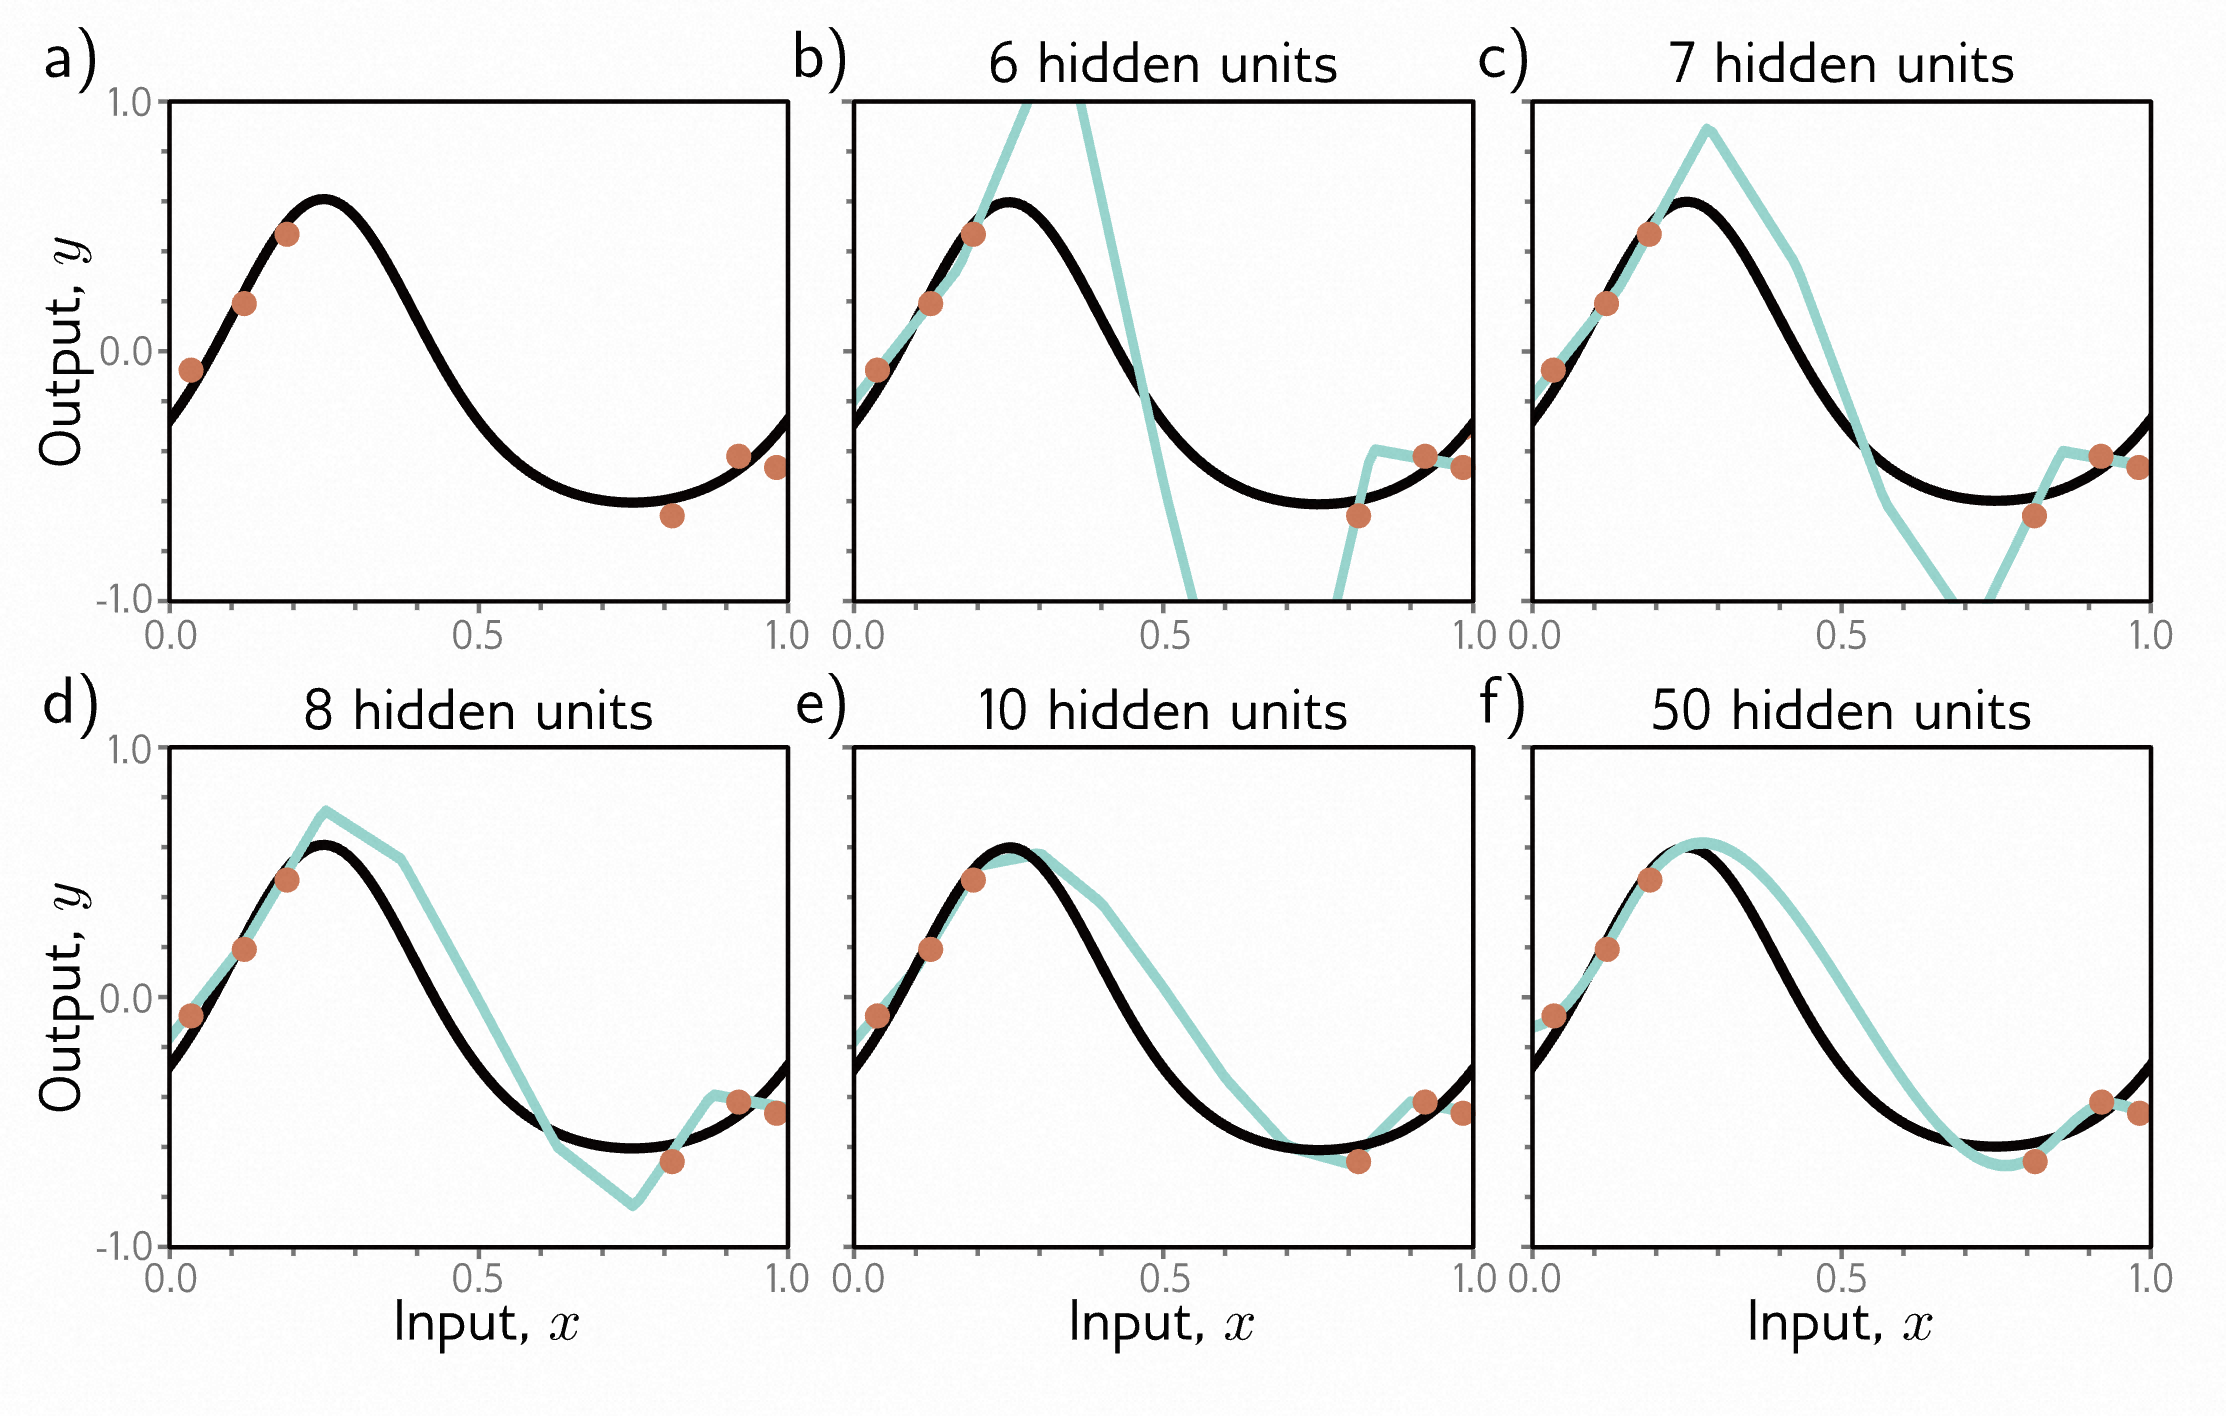 a)
b) 6 hidden units
c) 7 hidden units
1.0
0.0
-1.0
Output, y
0.0 0.5 1.0
0.0 0.5 1.0
0.0 0.5 1.0
d) 8 hidden units
e) 10 hidden units
f) 50 hidden units
1.0
0.0
-1.0
Output, y
0.0 0.5 1.0
0.0 0.5 1.0
0.0 0.5 1.0
Input, x
Input, x
Input, x